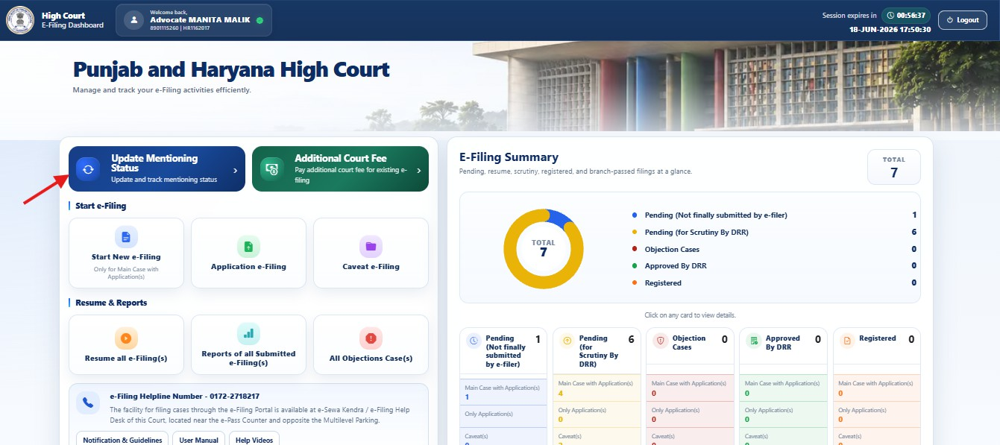 High Court
E-Filing Dashboard
Welcome back,
Advocate MANITA MALIK
8901115260 | HR1162017
Session expires in 00:56:37
18-JUN-2026 17:50:30
Logout
Punjab and Haryana High Court
Manage and track your e-Filing activities efficiently.
Update Mentioning
Status
Update and track mentioning status
Additional Court Fee
Pay additional court fee for existing e-
filing
Start e-Filing
Start New e-Filing
Only for Main Case with
Application(s)
Application e-Filing
Caveat e-Filing
Resume & Reports
Resume all e-Filing(s)
Reports of all Submitted
e-Filing(s)
All Objections Case(s)
e-Filing Helpline Number - 0172-2718217
The facility for filing cases through the e-Filing Portal is available at e-Sewa Kendra / e-Filing Help
Desk of this Court, located near the e-Pass Counter and opposite the Multilevel Parking.
Notification & Guidelines
User Manual
Help Videos
E-Filing Summary
Pending, resume, scrutiny, registered, and branch-passed filings at a glance.
TOTAL
7
TOTAL
7
Pending (Not finally submitted by e-filer) 1
Pending (for Scrutiny By DRR) 6
Objection Cases 0
Approved By DRR 0
Registered 0
Click on any card to view details.
Pending 1
(Not finally
submitted
by e-filer)
Main Case with Application(s)
1
Only Application(s)
Caveat(s)
Pending 6
(for
Scrutiny By
DRR)
Main Case with Application(s)
4
Only Application(s)
0
Caveat(s)
Objection 0
Cases
Main Case with Application(s)
0
Only Application(s)
0
Caveat(s)
Approved 0
By DRR
Main Case with Application(s)
0
Only Application(s)
0
Caveat(s)
Registered 0
Main Case with Application(s)
0
Only Application(s)
0
Caveat(s)